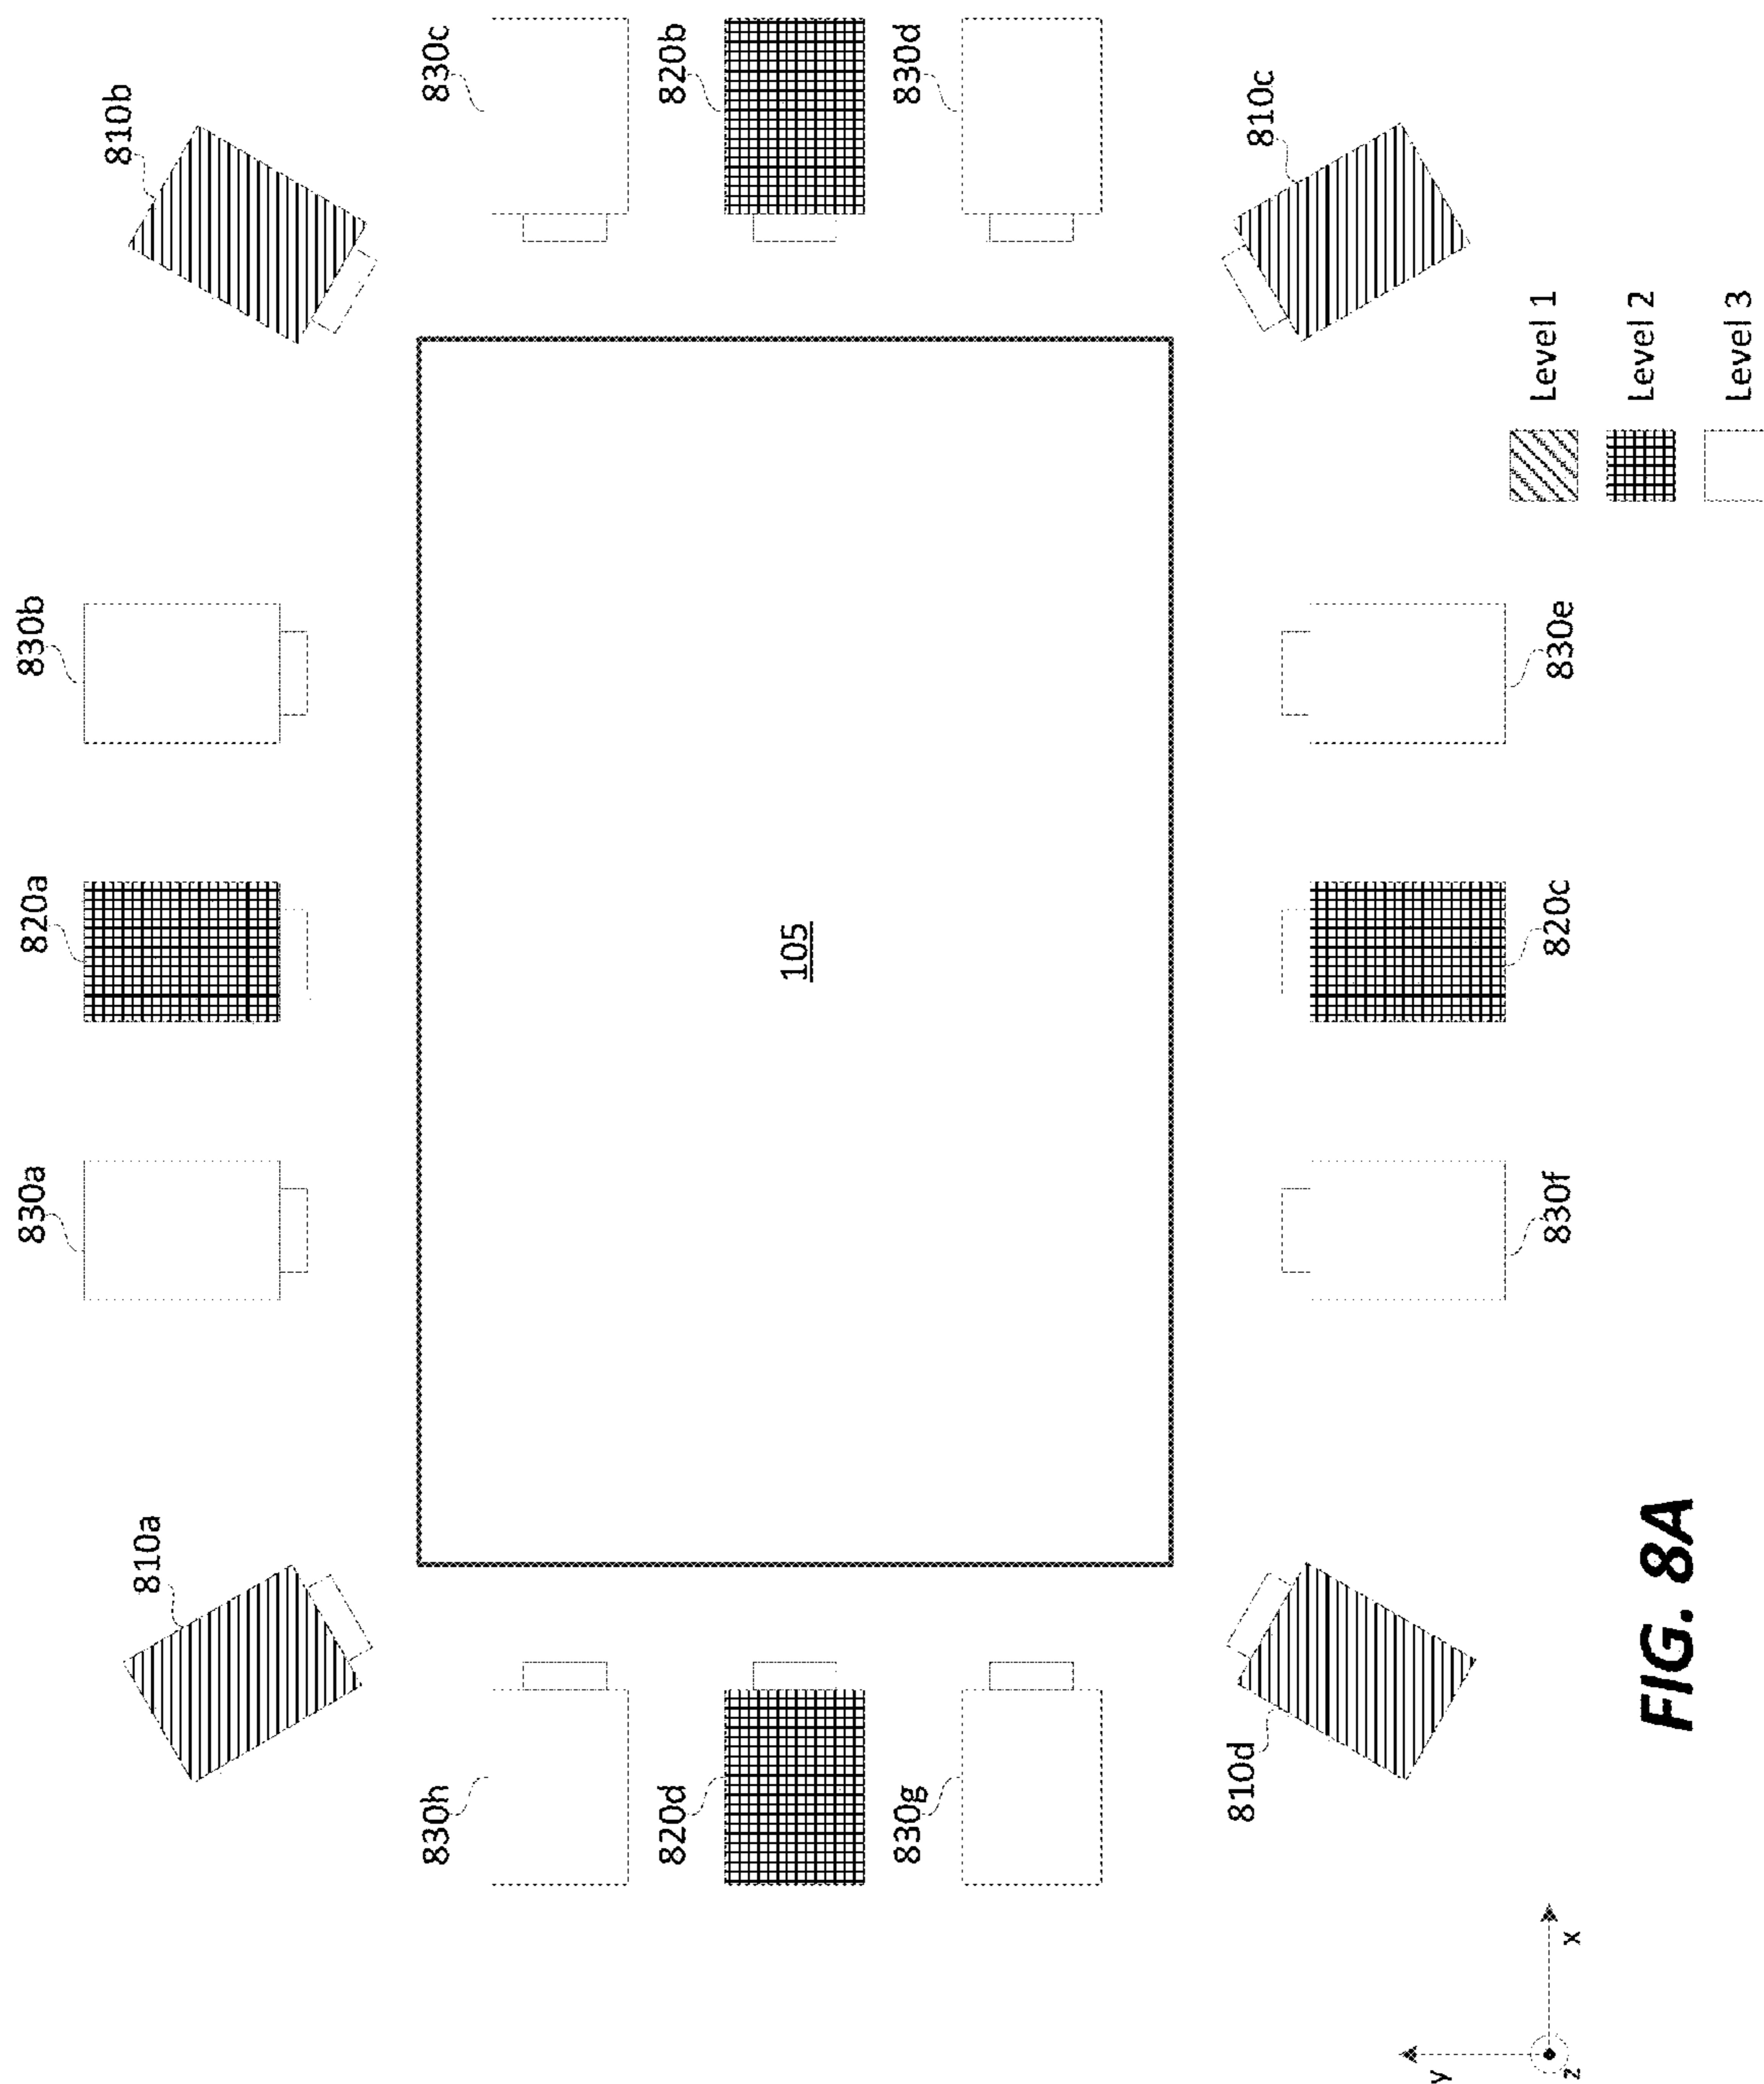 830a
820a
830b
810a
810b
830h
830c
820d
105
820b
830g
830d
810d
810c
830f
820c
830e
Level 1
Level 2
Level 3
y
z
x
FIG. 8A